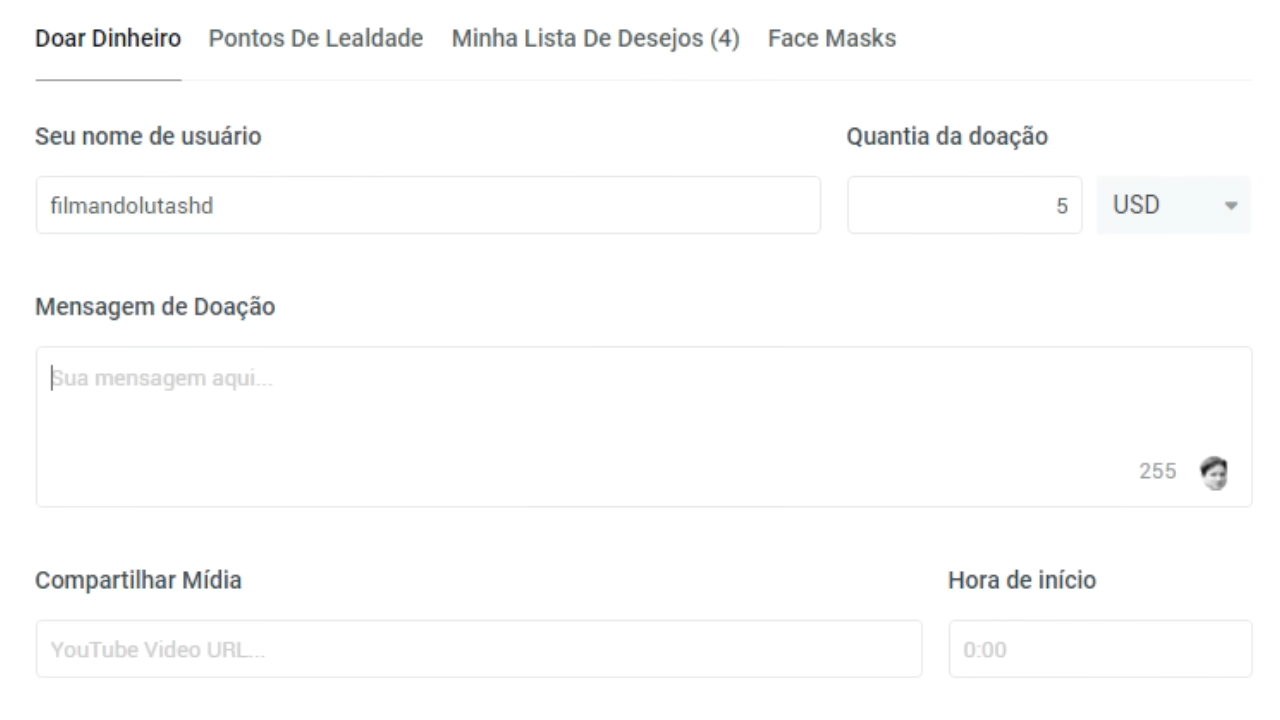 Doar Dinheiro Pontos De Lealdade Minha Lista De Desejos (4) Face Masks
Seu nome de usuário Quantia da doação
filmandolutashd 5 USD
Mensagem de Doação
Sua mensagem aqui...
255
Compartilhar Mídia Hora de início
YouTube Video URL... 0:00